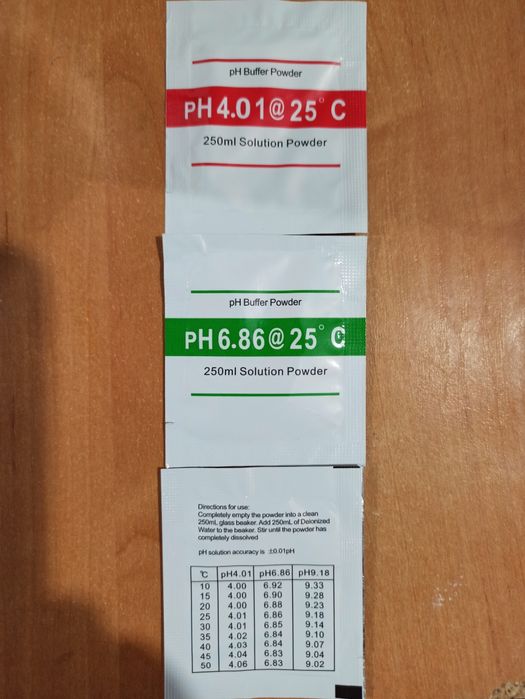 pH Buffer Powder
PH 4.01@ 25°C
250ml Solution Powder
pH Buffer Powder
PH 6.86@ 25°C
250ml Solution Powder
Directions for use:
Completely empty the powder into a clean
250mL glass beaker. Add 250mL of Deionized
Water to the beaker. Stir until the powder has
completely dissolved
pH solution accuracy is ±0.01pH
℃ pH4.01 pH6.86 pH9.18
10 4.00 6.92 9.33
15 4.00 6.90 9.28
20 4.00 6.88 9.23
25 4.01 6.86 9.18
30 4.01 6.85 9.14
35 4.02 6.84 9.10
40 4.03 6.84 9.07
45 4.04 6.83 9.04
50 4.06 6.83 9.02